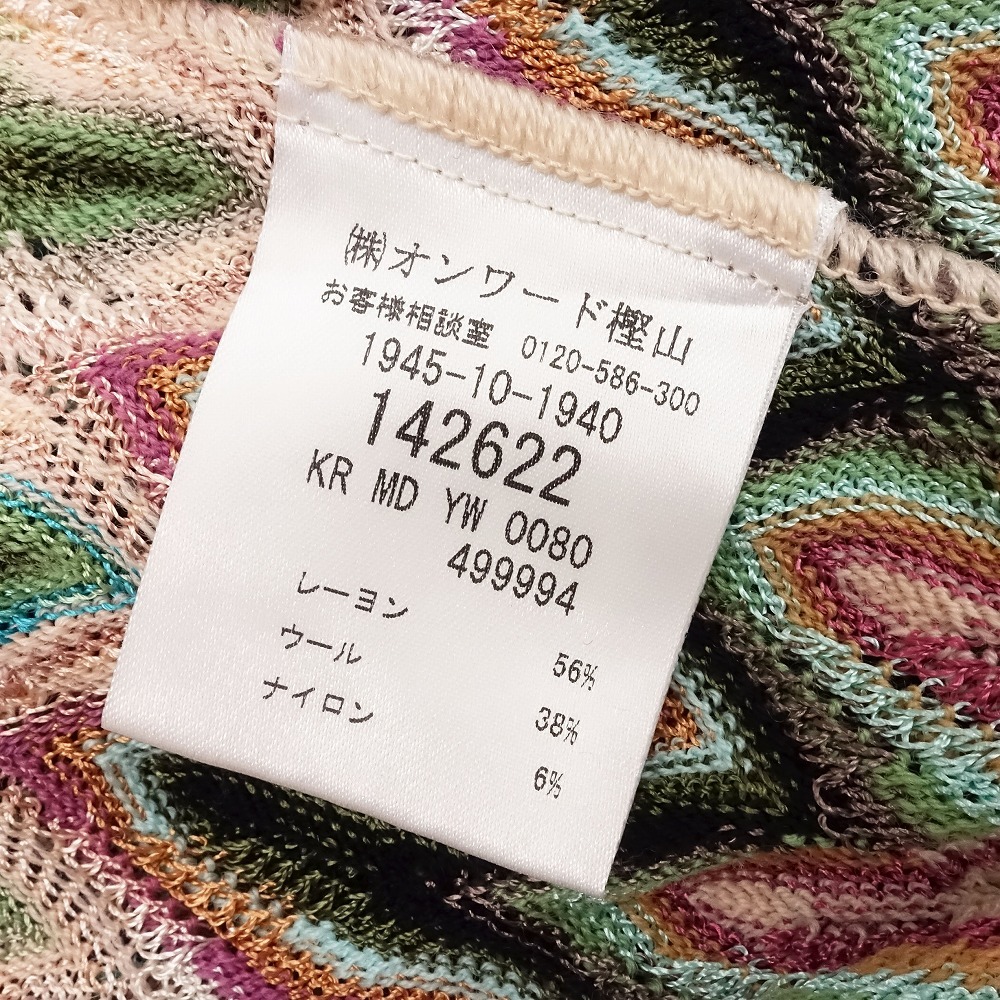 ㈱オンワード樫山
お客様相談室 0120-586-300
1945-10-1940
142622
KR MD YW 0080
499994
レーヨン 56%
ウール 38%
ナイロン 6%